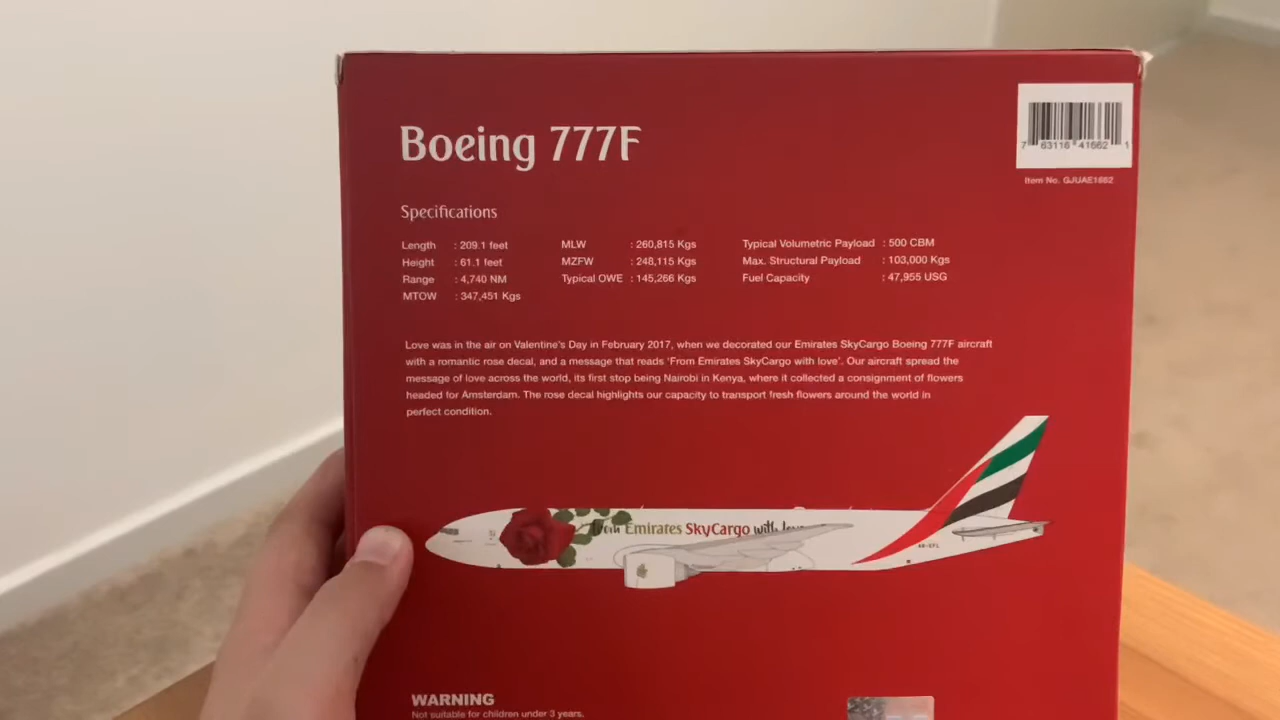 Boeing 777F
7 63116 41662 1
Item No. GJUAE1662
Specifications
Length : 209.1 feet
Height : 61.1 feet
Range : 4,740 NM
MTOW : 347,451 Kgs
MLW : 260,815 Kgs
MZFW : 248,115 Kgs
Typical OWE : 145,266 Kgs
Typical Volumetric Payload : 500 CBM
Max. Structural Payload : 103,000 Kgs
Fuel Capacity : 47,955 USG
Love was in the air on Valentine's Day in February 2017, when we decorated our Emirates SkyCargo Boeing 777F aircraft
with a romantic rose decal, and a message that reads 'From Emirates SkyCargo with love'. Our aircraft spread the
message of love across the world, its first stop being Nairobi in Kenya, where it collected a consignment of flowers
headed for Amsterdam. The rose decal highlights our capacity to transport fresh flowers around the world in
perfect condition.
From Emirates SkyCargo with love
A6-EFL
WARNING
Not suitable for children under 3 years.